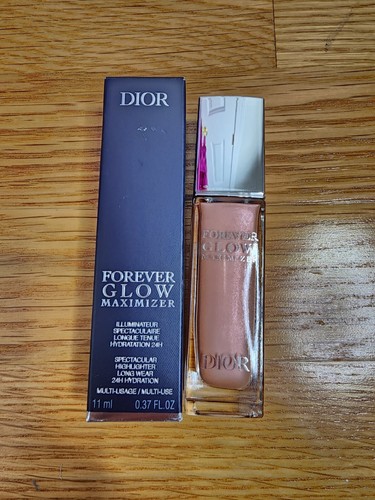 DIOR
FOREVER
GLOW
MAXIMIZER
ILLUMINATEUR
SPECTACULAIRE
LONGUE TENUE
HYDRATATION 24H
SPECTACULAR
HIGHLIGHTER
LONG WEAR
24H HYDRATION
MULTI-USAGE / MULTI-USE
11 ml 0.37 FL.OZ
FOREVER
GLOW
MAXIMIZER
DIOR